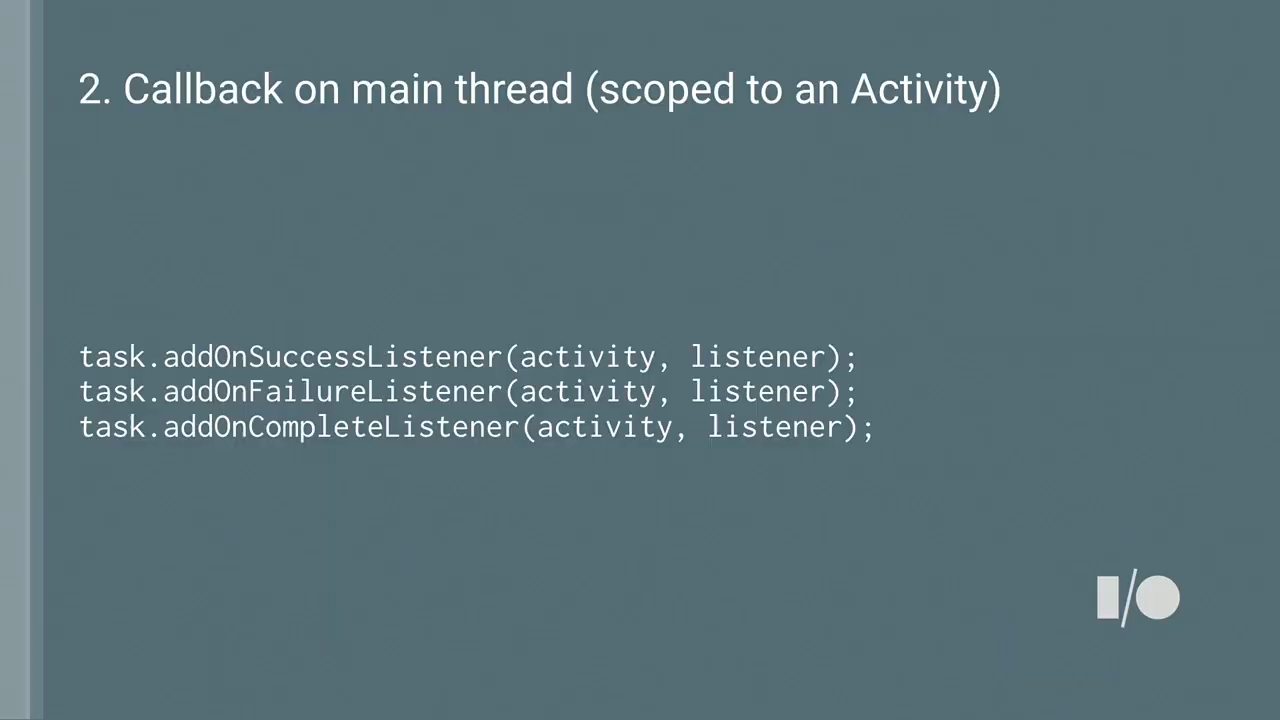 2. Callback on main thread (scoped to an Activity)
task.addOnSuccessListener(activity, listener);
task.addOnFailureListener(activity, listener);
task.addOnCompleteListener(activity, listener);
I/O